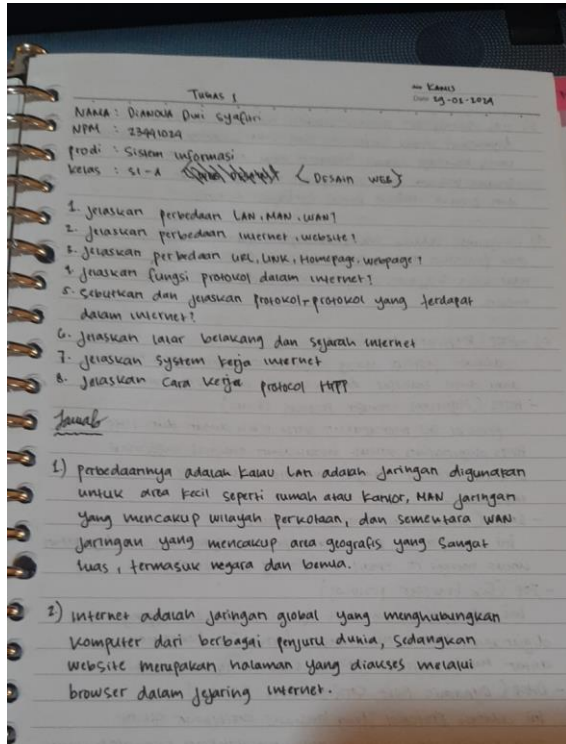 TUGAS 1
NO KAMIS
Date 29-02-2024
NAMA : DIANOVA Dwi Syafitri
NPM : 23441024
prodi : Sistem informasi
kelas : SI-A { DESAIN WEB }
1. Jelaskan perbedaan LAN, MAN, WAN?
2. Jelaskan perbedaan internet, website!
3. Jelaskan perbedaan URL, LINK, Homepage, webpage?
4. Jelaskan fungsi protokol dalam internet?
5. Sebutkan dan jelaskan protokol-protokol yang terdapat
dalam internet?
6. Jelaskan latar belakang dan sejarah internet
7. Jelaskan system kerja internet
8. Jelaskan cara kerja protocol HTTP
Jawab
1) perbedaannya adalah kalau LAN adalah jaringan digunakan
untuk area kecil seperti rumah atau kantor, MAN jaringan
yang mencakup wilayah perkotaan, dan sementara WAN
jaringan yang mencakup area geografis yang sangat
luas, termasuk negara dan benua.
2) internet adalah jaringan global yang menghubungkan
komputer dari berbagai penjuru dunia, sedangkan
website merupakan halaman yang diakses melalui
browser dalam jejaring internet.